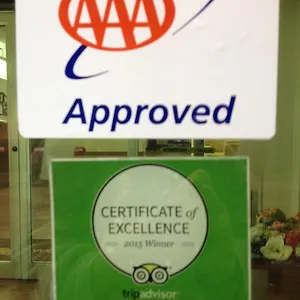 AAA
Approved
CERTIFICATE of
EXCELLENCE
2015 Winner
tripadvisor